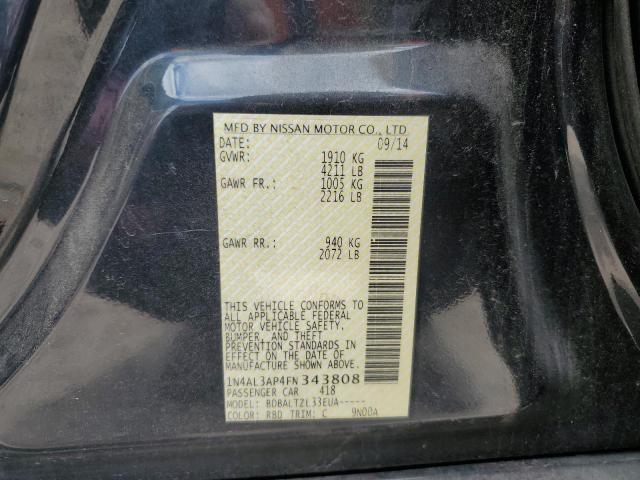 MFD BY NISSAN MOTOR CO., LTD.
DATE: 09/14
GVWR: 1910 KG
4211 LB
GAWR FR.: 1005 KG
2216 LB
GAWR RR.: 940 KG
2072 LB
THIS VEHICLE CONFORMS TO
ALL APPLICABLE FEDERAL
MOTOR VEHICLE SAFETY,
BUMPER, AND THEFT
PREVENTION STANDARDS IN
EFFECT ON THE DATE OF
MANUFACTURE SHOWN ABOVE.
1N4AL3AP4FN343808
PASSENGER CAR 418
MODEL: BDBALTZL33EUA-----
COLOR: RBD TRIM: C 9N00A